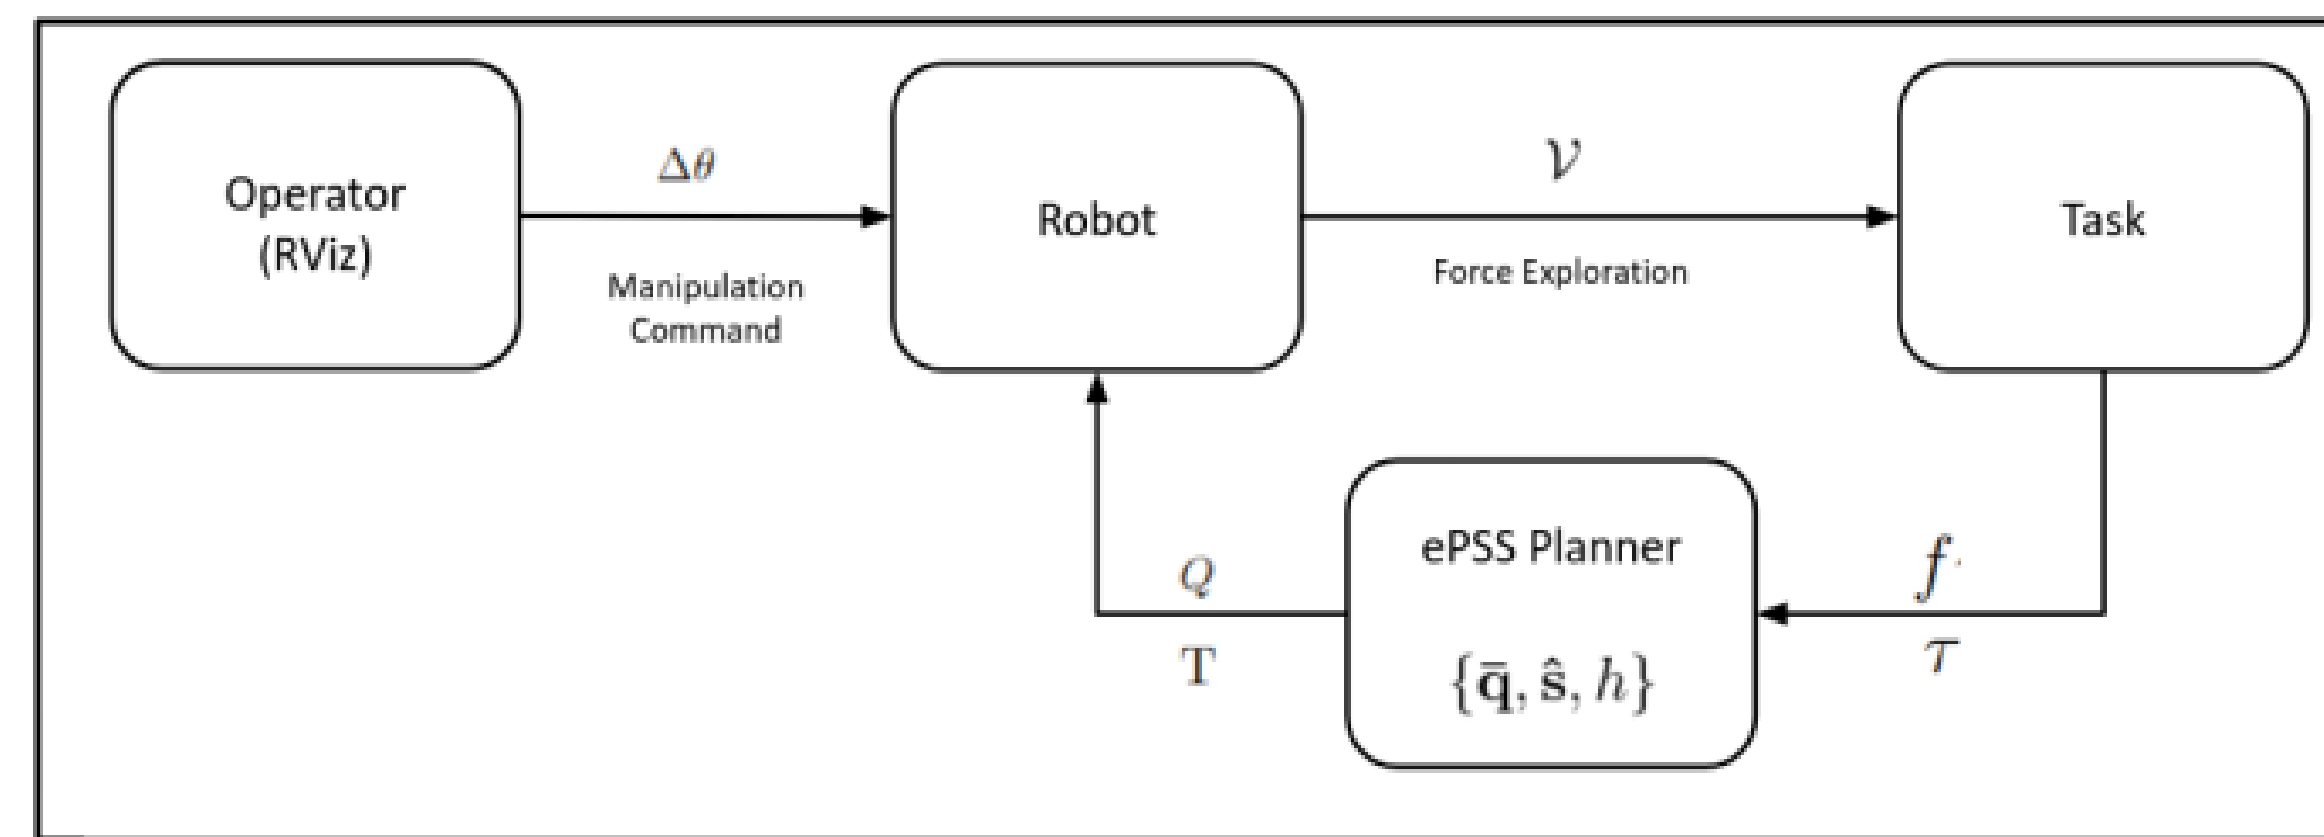 Operator
(RViz)
Δθ
Manipulation
Command
Robot
𝒱
Force Exploration
Task
ePSS Planner
{q̄, ŝ, h}
Q
T
f
τ